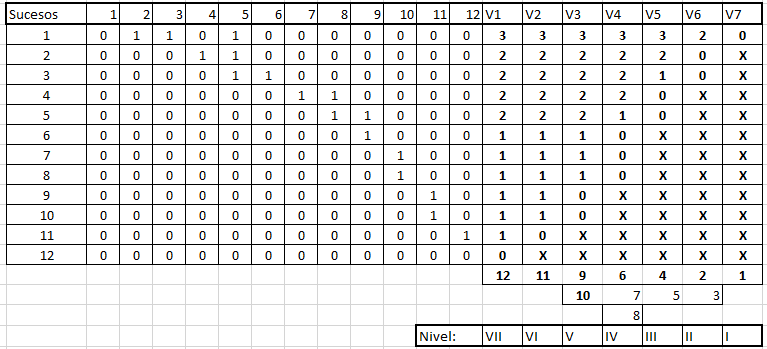 Sucesos 1 2 3 4 5 6 7 8 9 10 11 12 V1 V2 V3 V4 V5 V6 V7
1 0 1 1 0 1 0 0 0 0 0 0 0 3 3 3 3 3 2 0
2 0 0 0 1 1 0 0 0 0 0 0 0 2 2 2 2 2 0 X
3 0 0 0 0 1 1 0 0 0 0 0 0 2 2 2 2 1 0 X
4 0 0 0 0 0 0 1 1 0 0 0 0 2 2 2 2 0 X X
5 0 0 0 0 0 0 0 1 1 0 0 0 2 2 2 1 0 X X
6 0 0 0 0 0 0 0 0 1 0 0 0 1 1 1 0 X X X
7 0 0 0 0 0 0 0 0 0 1 0 0 1 1 1 0 X X X
8 0 0 0 0 0 0 0 0 0 1 0 0 1 1 1 0 X X X
9 0 0 0 0 0 0 0 0 0 0 1 0 1 1 0 X X X X
10 0 0 0 0 0 0 0 0 0 0 1 0 1 1 0 X X X X
11 0 0 0 0 0 0 0 0 0 0 0 1 1 0 X X X X X
12 0 0 0 0 0 0 0 0 0 0 0 0 0 X X X X X X
12 11 9 6 4 2 1
10 7 5 3
8
Nivel: VII VI V IV III II I